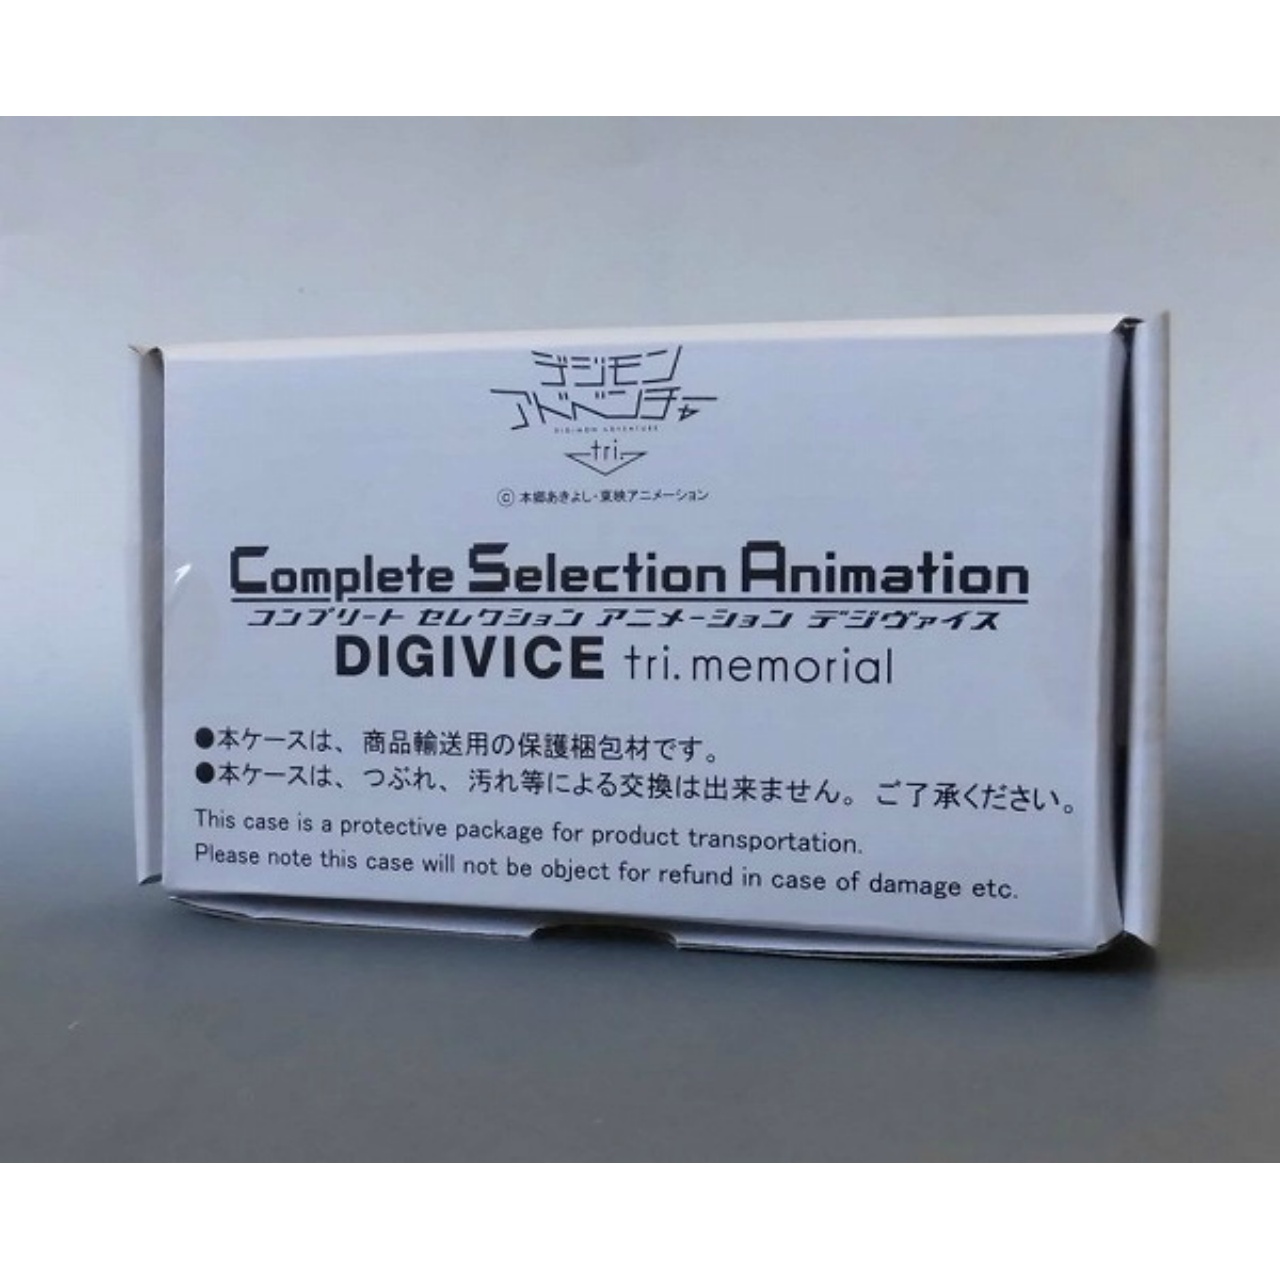 デジモン
アドベンチャー
DIGIMON ADVENTURE
tri.
©本郷あきよし・東映アニメーション
Complete Selection Animation
コンプリート セレクション アニメーション デジヴァイス
DIGIVICE tri. memorial
●本ケースは、商品輸送用の保護梱包材です。
●本ケースは、つぶれ、汚れ等による交換は出来ません。ご了承ください。
This case is a protective package for product transportation.
Please note this case will not be object for refund in case of damage etc.